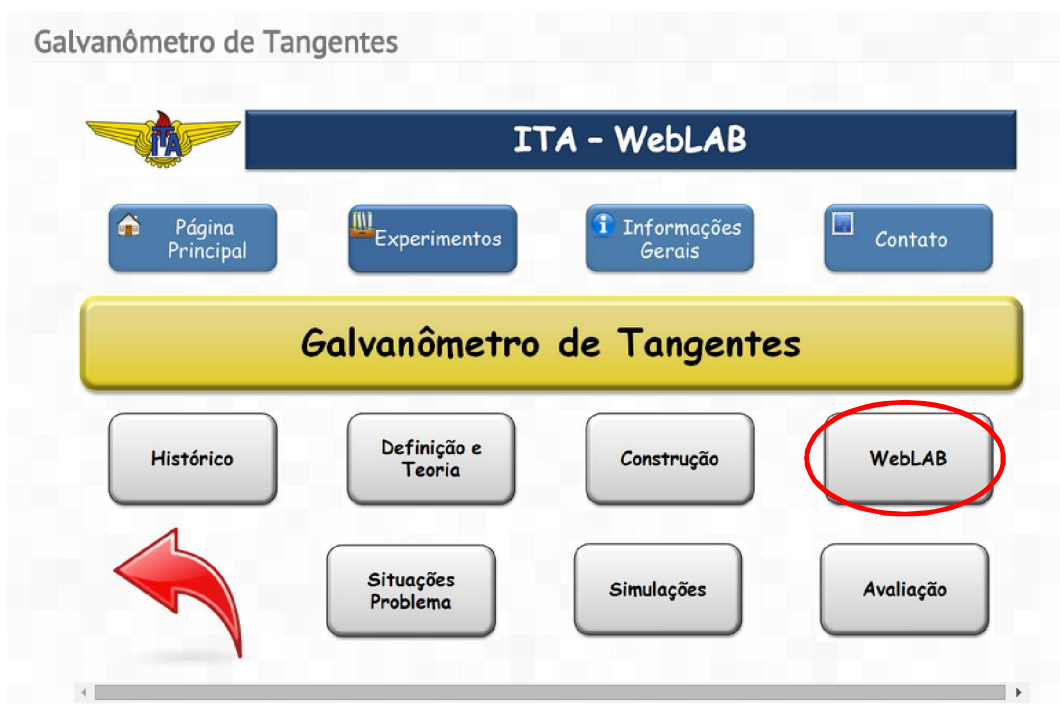 Galvanômetro de Tangentes
ITA
ITA - WebLAB
Página
Principal
Experimentos
Informações
Gerais
Contato
Galvanômetro de Tangentes
Histórico
Definição e
Teoria
Construção
WebLAB
Situações
Problema
Simulações
Avaliação